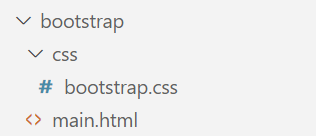 bootstrap
css
# bootstrap.css
<> main.html